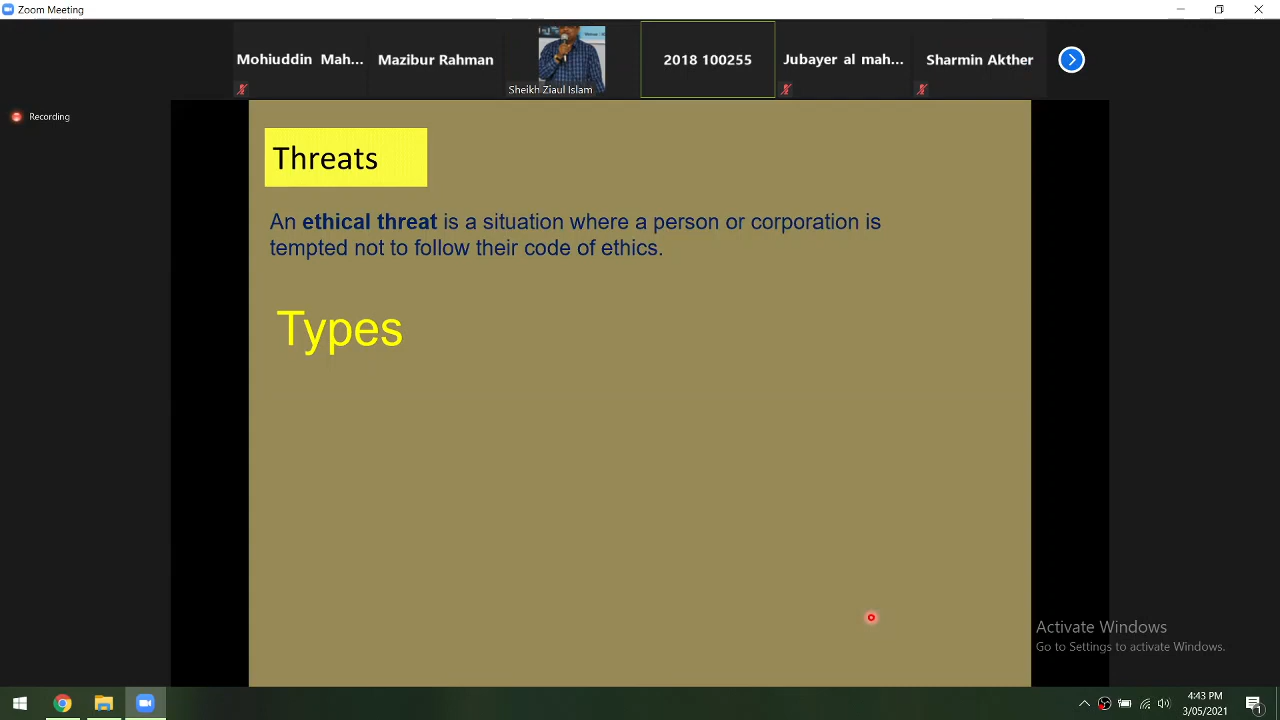 Zoom Meeting
Mohiuddin Mah...
Mazibur Rahman
Sheikh Ziaul Islam
2018 100255
Jubayer al mah...
Sharmin Akther
Recording
Threats
An ethical threat is a situation where a person or corporation is
tempted not to follow their code of ethics.
Types
Activate Windows
Go to Settings to activate Windows.
4:43 PM
3/05/2021
1